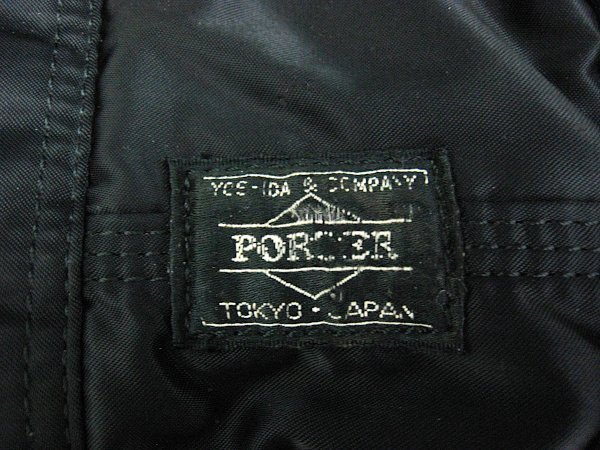 YOSHIDA & COMPANY
PORTER
TOKYO · JAPAN